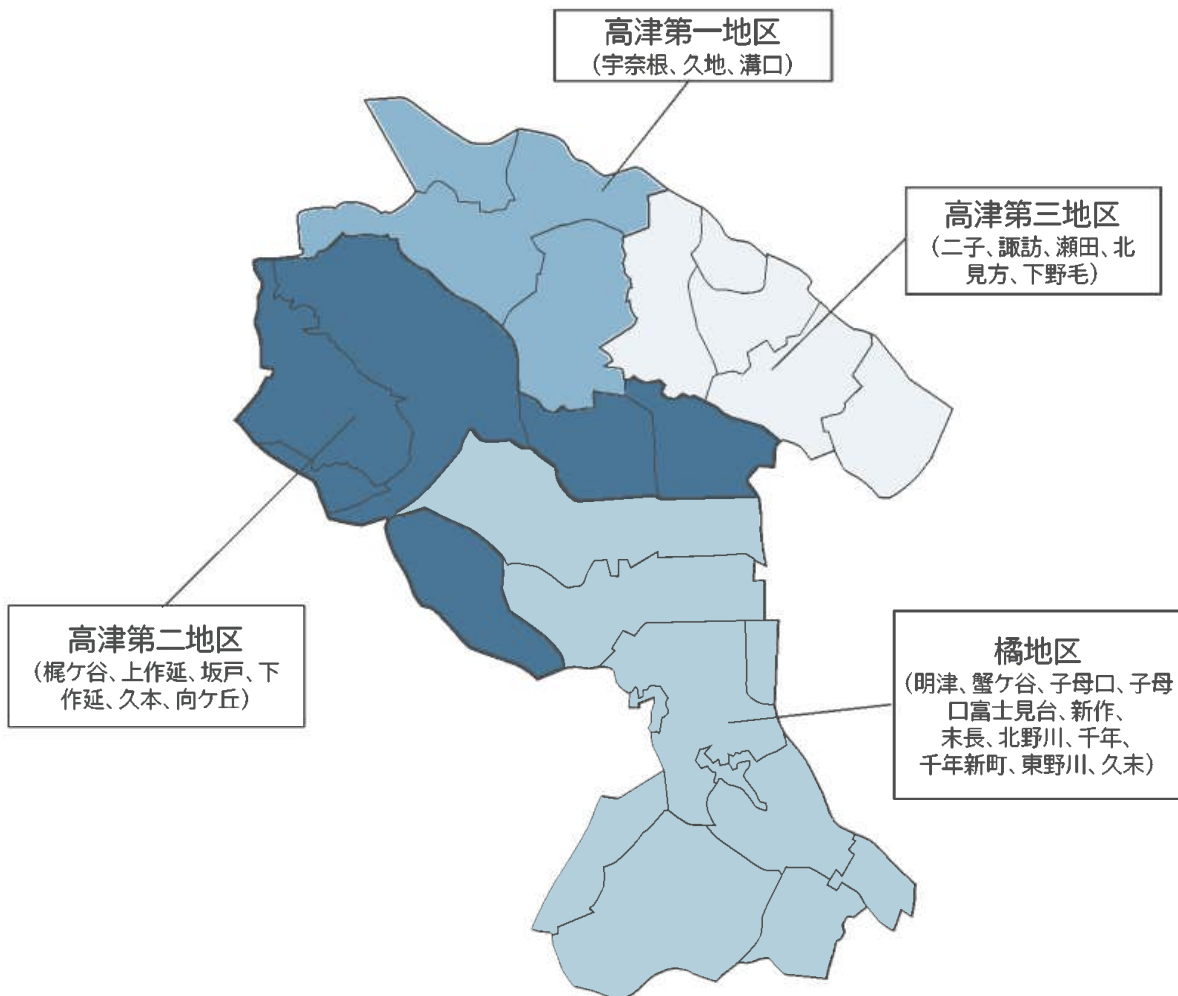 高津第一地区
(宇奈根、久地、溝口)
高津第三地区
(二子、諏訪、瀬田、北
見方、下野毛)
高津第二地区
(梶ケ谷、上作延、坂戸、下
作延、久本、向ケ丘)
橘地区
(明津、蟹ケ谷、子母口、子母
口富士見台、新作、
末長、北野川、千年、
千年新町、東野川、久末)